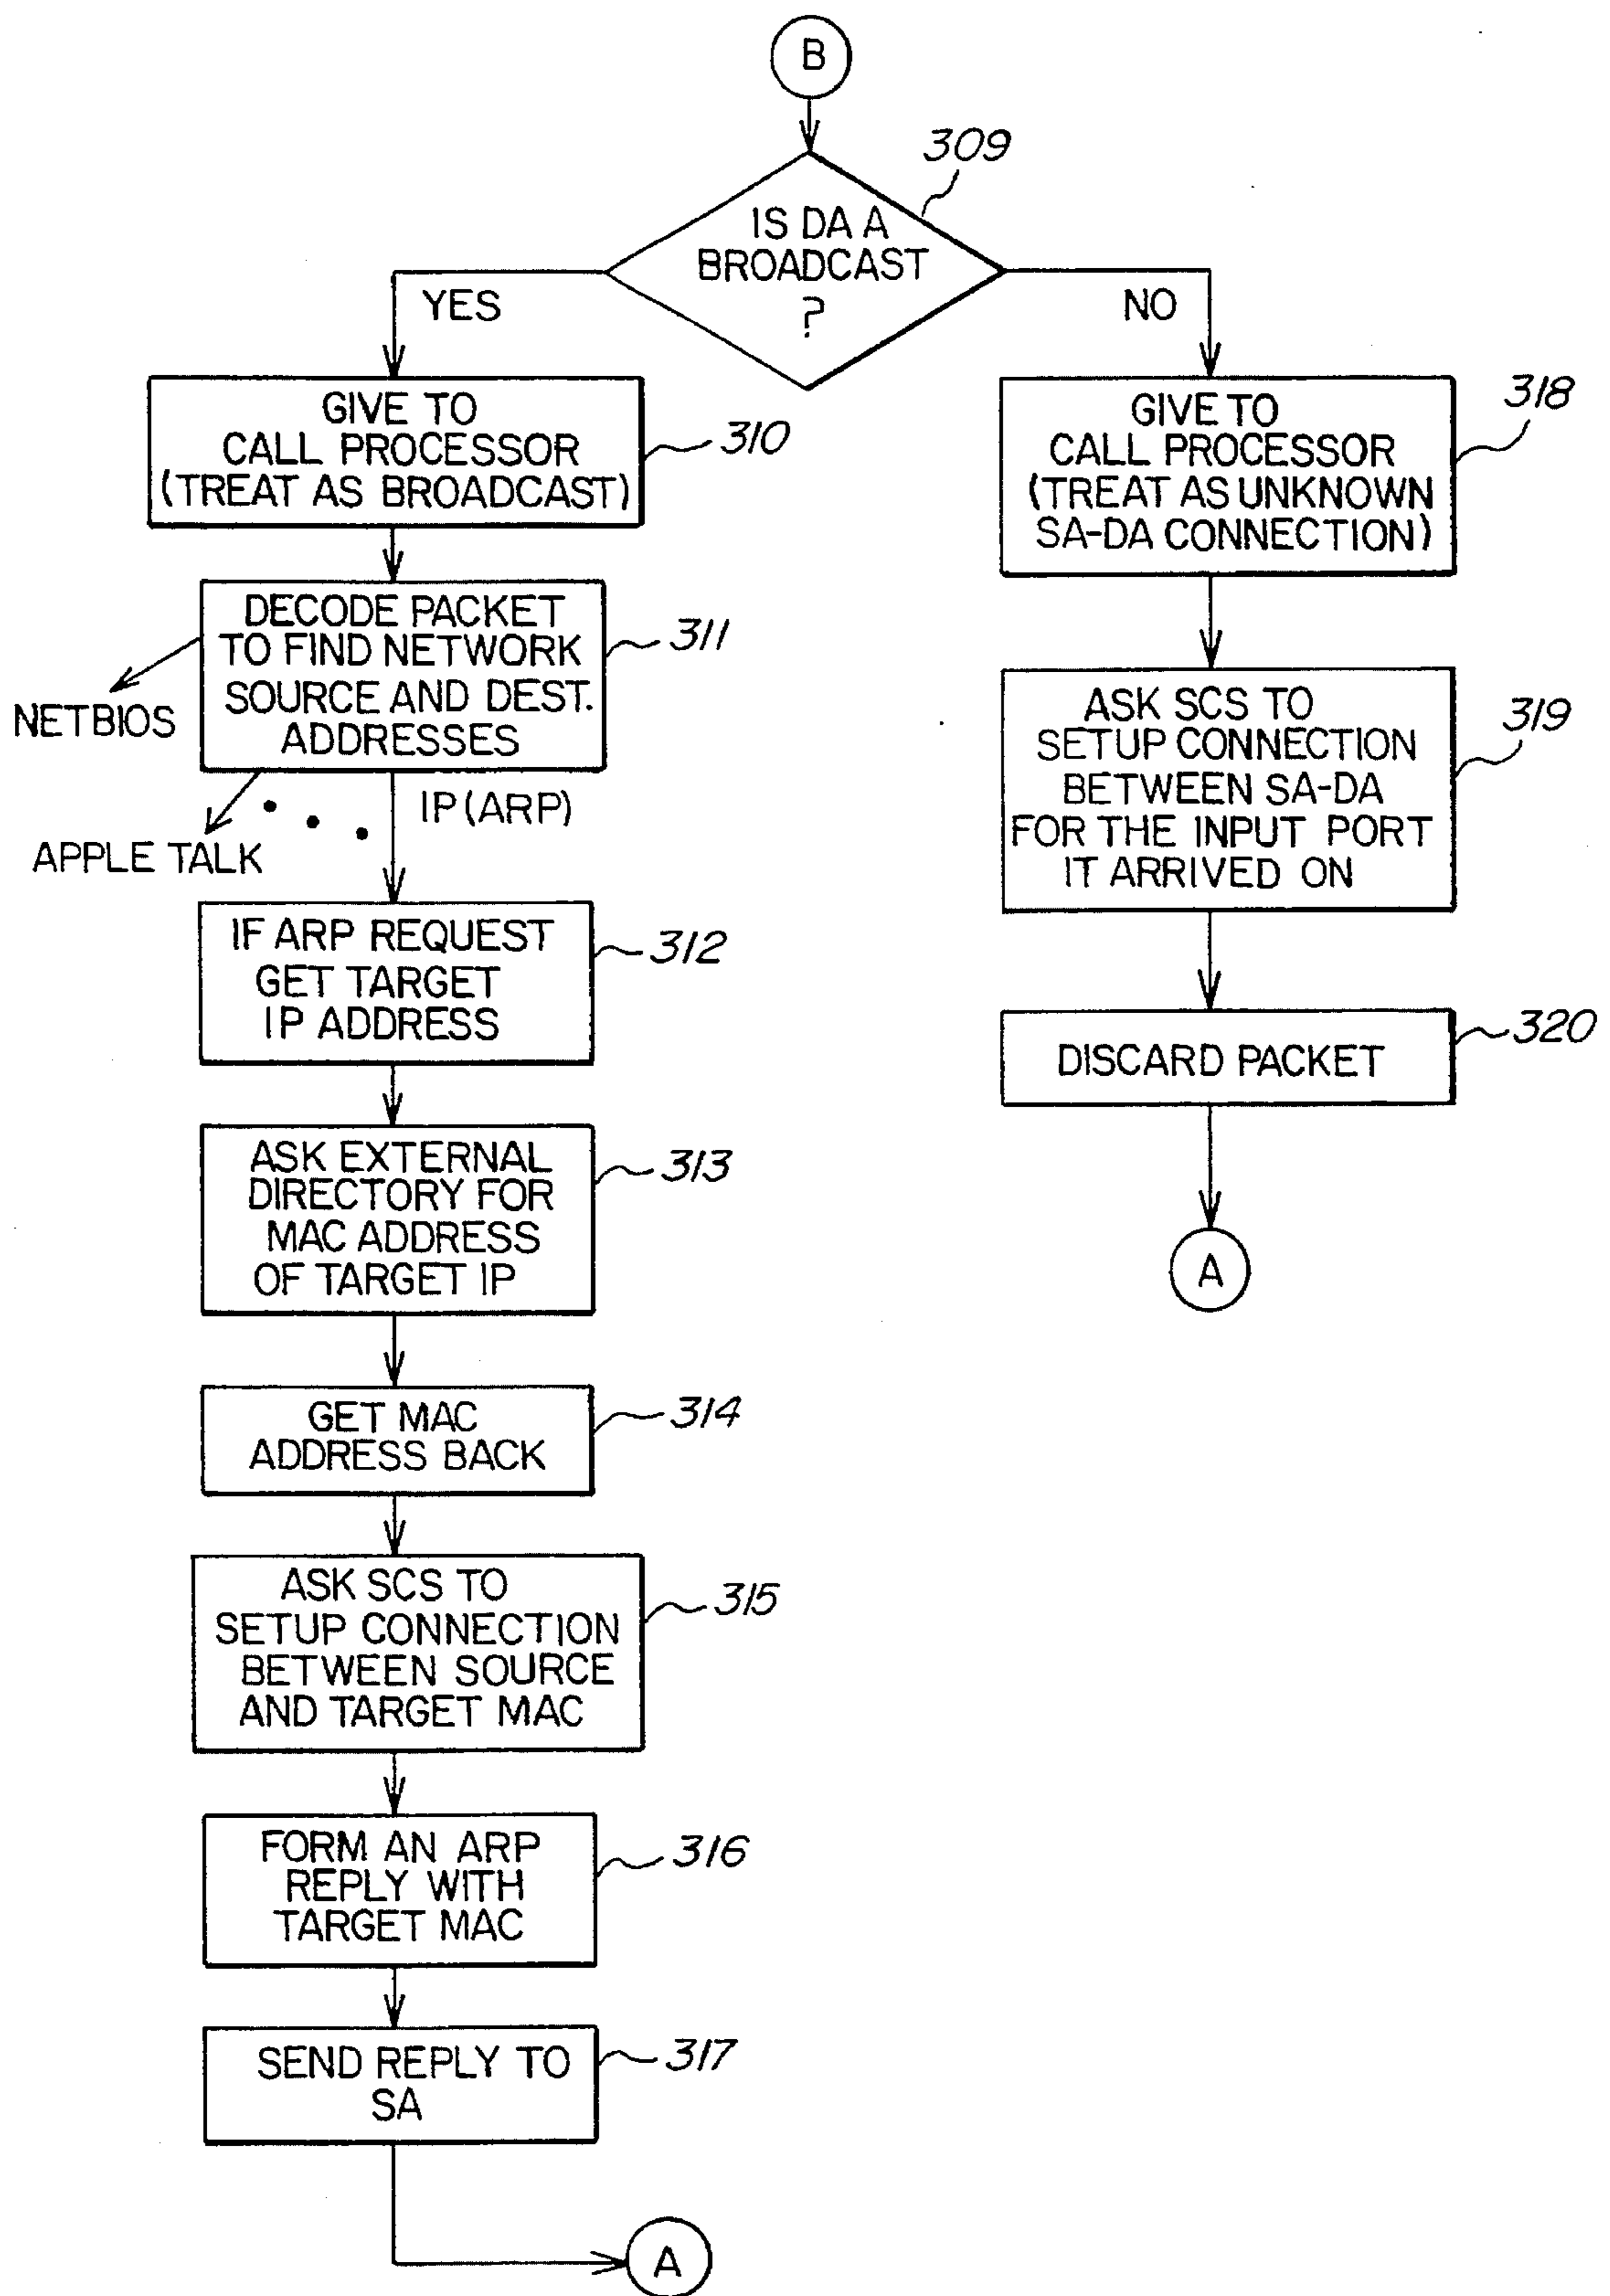 B
309
IS DA A
BROADCAST
?
YES
NO
GIVE TO
CALL PROCESSOR
(TREAT AS BROADCAST)
310
DECODE PACKET
TO FIND NETWORK
SOURCE AND DEST.
ADDRESSES
311
NETBIOS
APPLE TALK
IP (ARP)
IF ARP REQUEST
GET TARGET
IP ADDRESS
312
ASK EXTERNAL
DIRECTORY FOR
MAC ADDRESS
OF TARGET IP
313
GET MAC
ADDRESS BACK
314
ASK SCS TO
SETUP CONNECTION
BETWEEN SOURCE
AND TARGET MAC
315
FORM AN ARP
REPLY WITH
TARGET MAC
316
SEND REPLY TO
SA
317
A
GIVE TO
CALL PROCESSOR
(TREAT AS UNKNOWN
SA-DA CONNECTION)
318
ASK SCS TO
SETUP CONNECTION
BETWEEN SA-DA
FOR THE INPUT PORT
IT ARRIVED ON
319
DISCARD PACKET
320
A